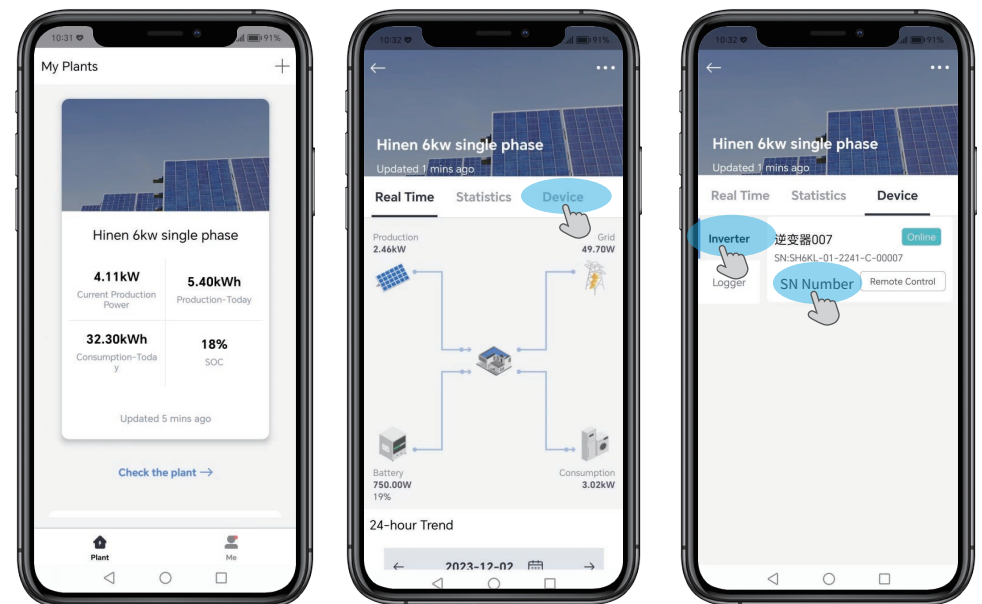 10:31
91%
My Plants
Hinen 6kw single phase
4.11kW
Current Production
Power
5.40kWh
Production-Today
32.30kWh
Consumption-Toda
y
18%
SOC
Updated 5 mins ago
Check the plant →
Plant
Me
10:32
91%
Hinen 6kw single phase
Updated 1 mins ago
Real Time
Statistics
Device
Production
2.46kW
Grid
49.70W
Battery
750.00W
19%
Consumption
3.02kW
24-hour Trend
← 2023-12-02 →
10:32
91%
Hinen 6kw single phase
Updated 1 mins ago
Real Time
Statistics
Device
Inverter
Logger
逆变器007
Online
SN:SH6KL-01-2241-C-00007
SN Number
Remote Control